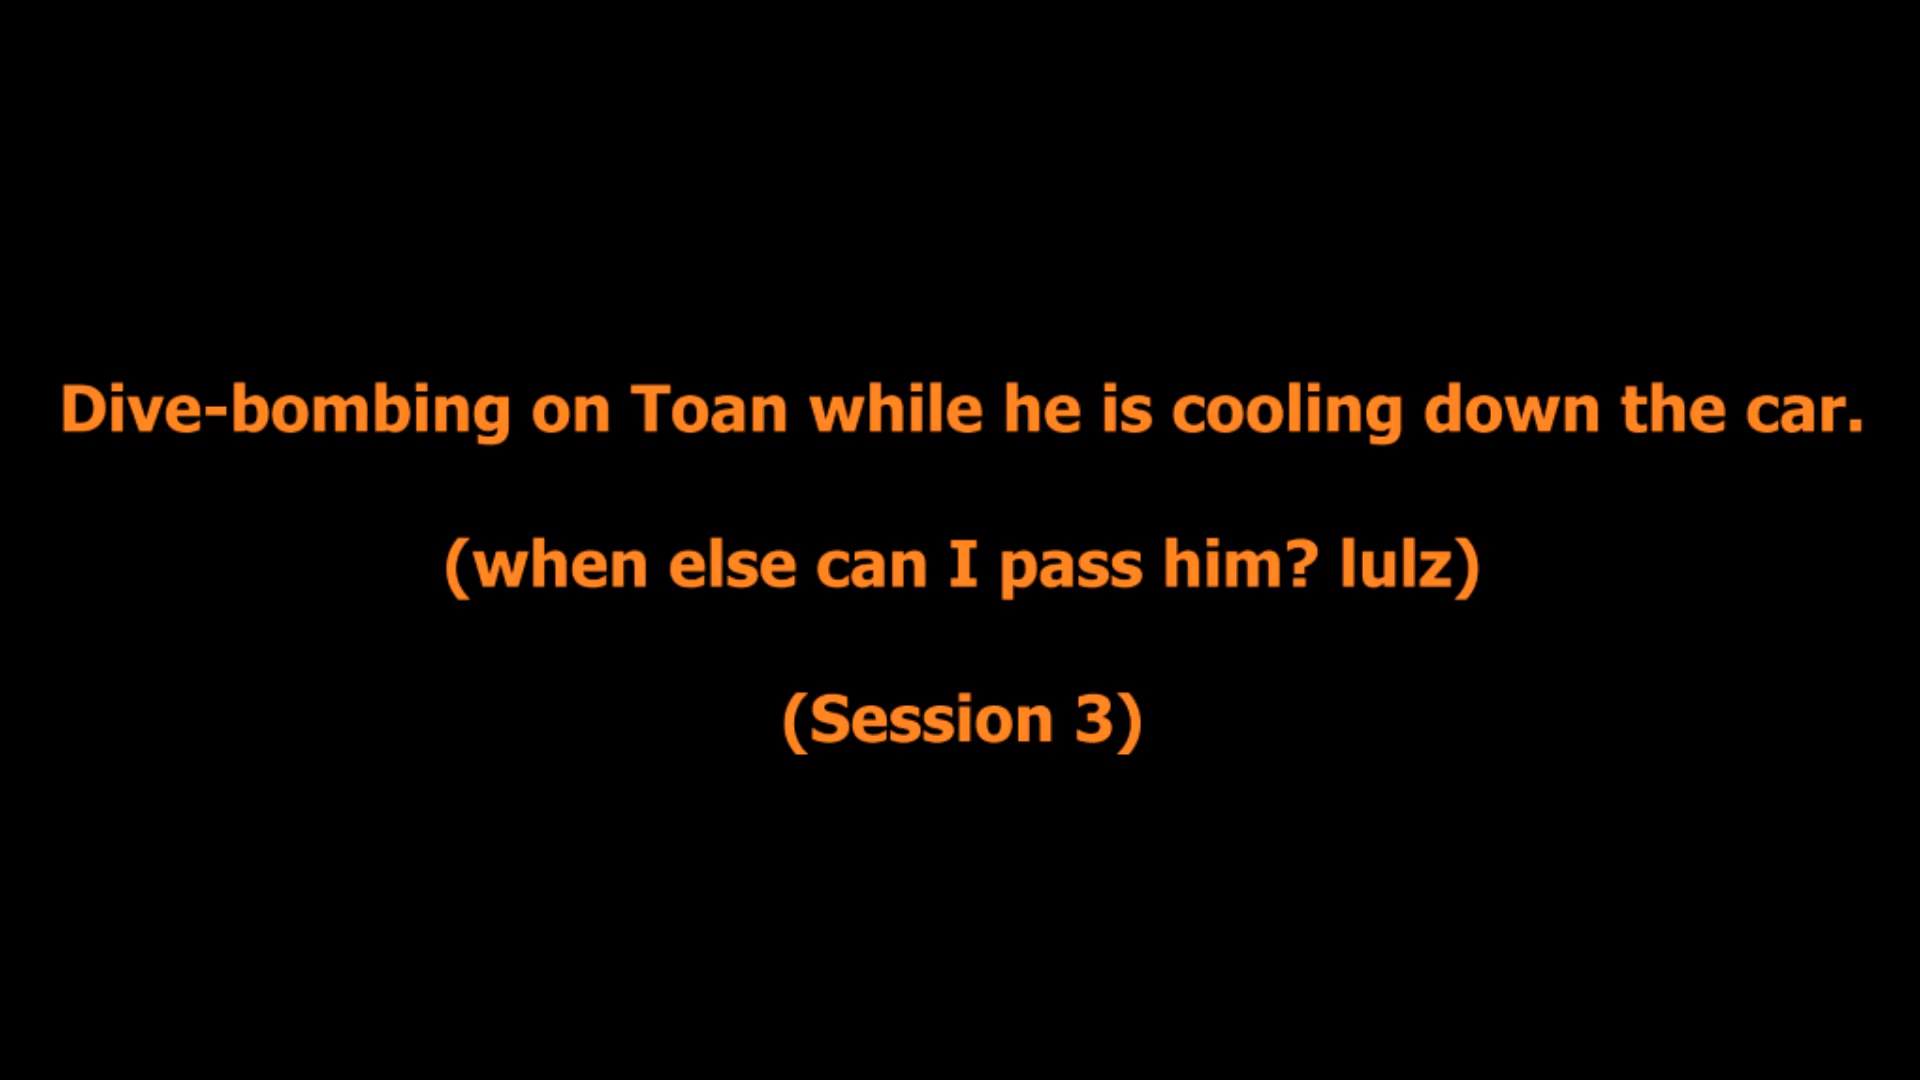 Dive-bombing on Toan while he is cooling down the car.
(when else can I pass him? lulz)
(Session 3)